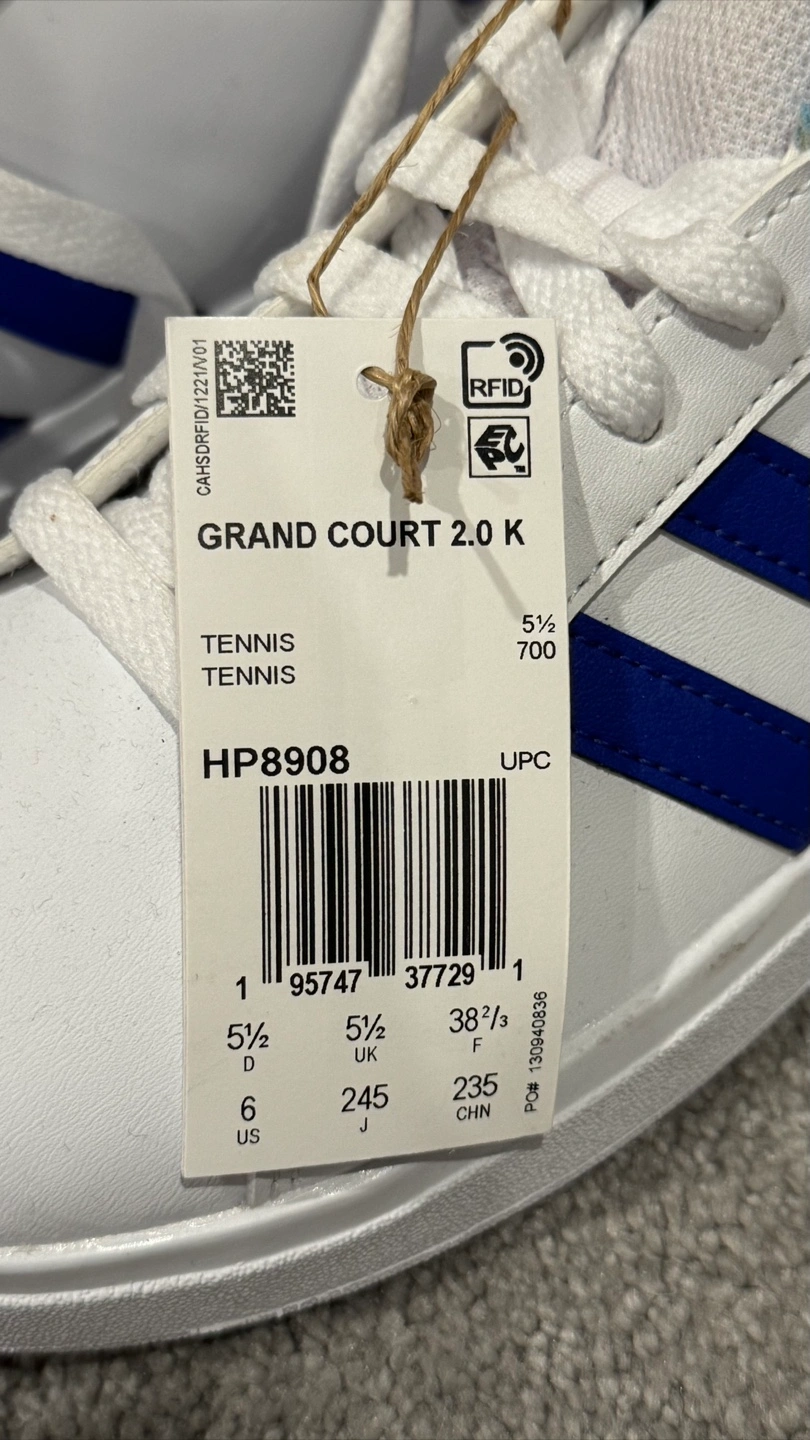 CAHSDRFID/1221/V01
RFID
EPC™
GRAND COURT 2.0 K
5½
TENNIS 700
TENNIS
HP8908 UPC
1 95747 37729 1
5½ 5½ 38²/₃
D UK F
6 245 235
US J CHN
PO# 130940836